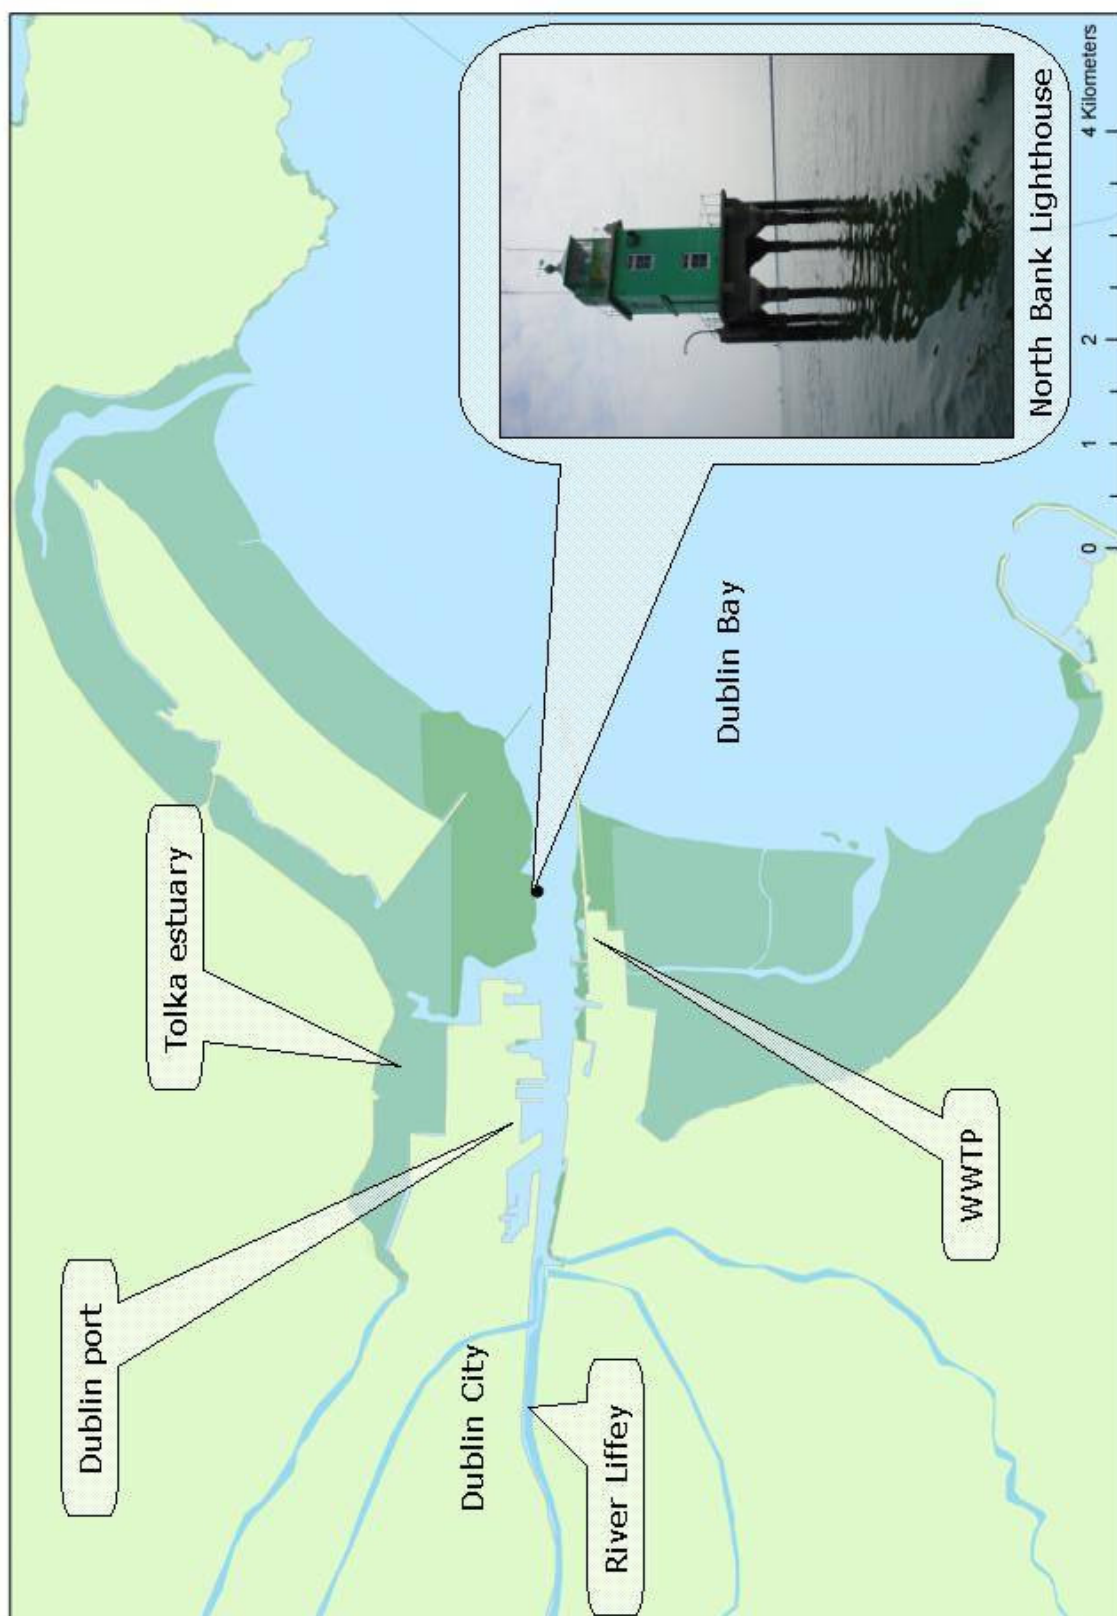 Dublin port
Tolka estuary
Dublin City
River Liffey
WWTP
Dublin Bay
North Bank Lighthouse
0 1 2 4 Kilometers